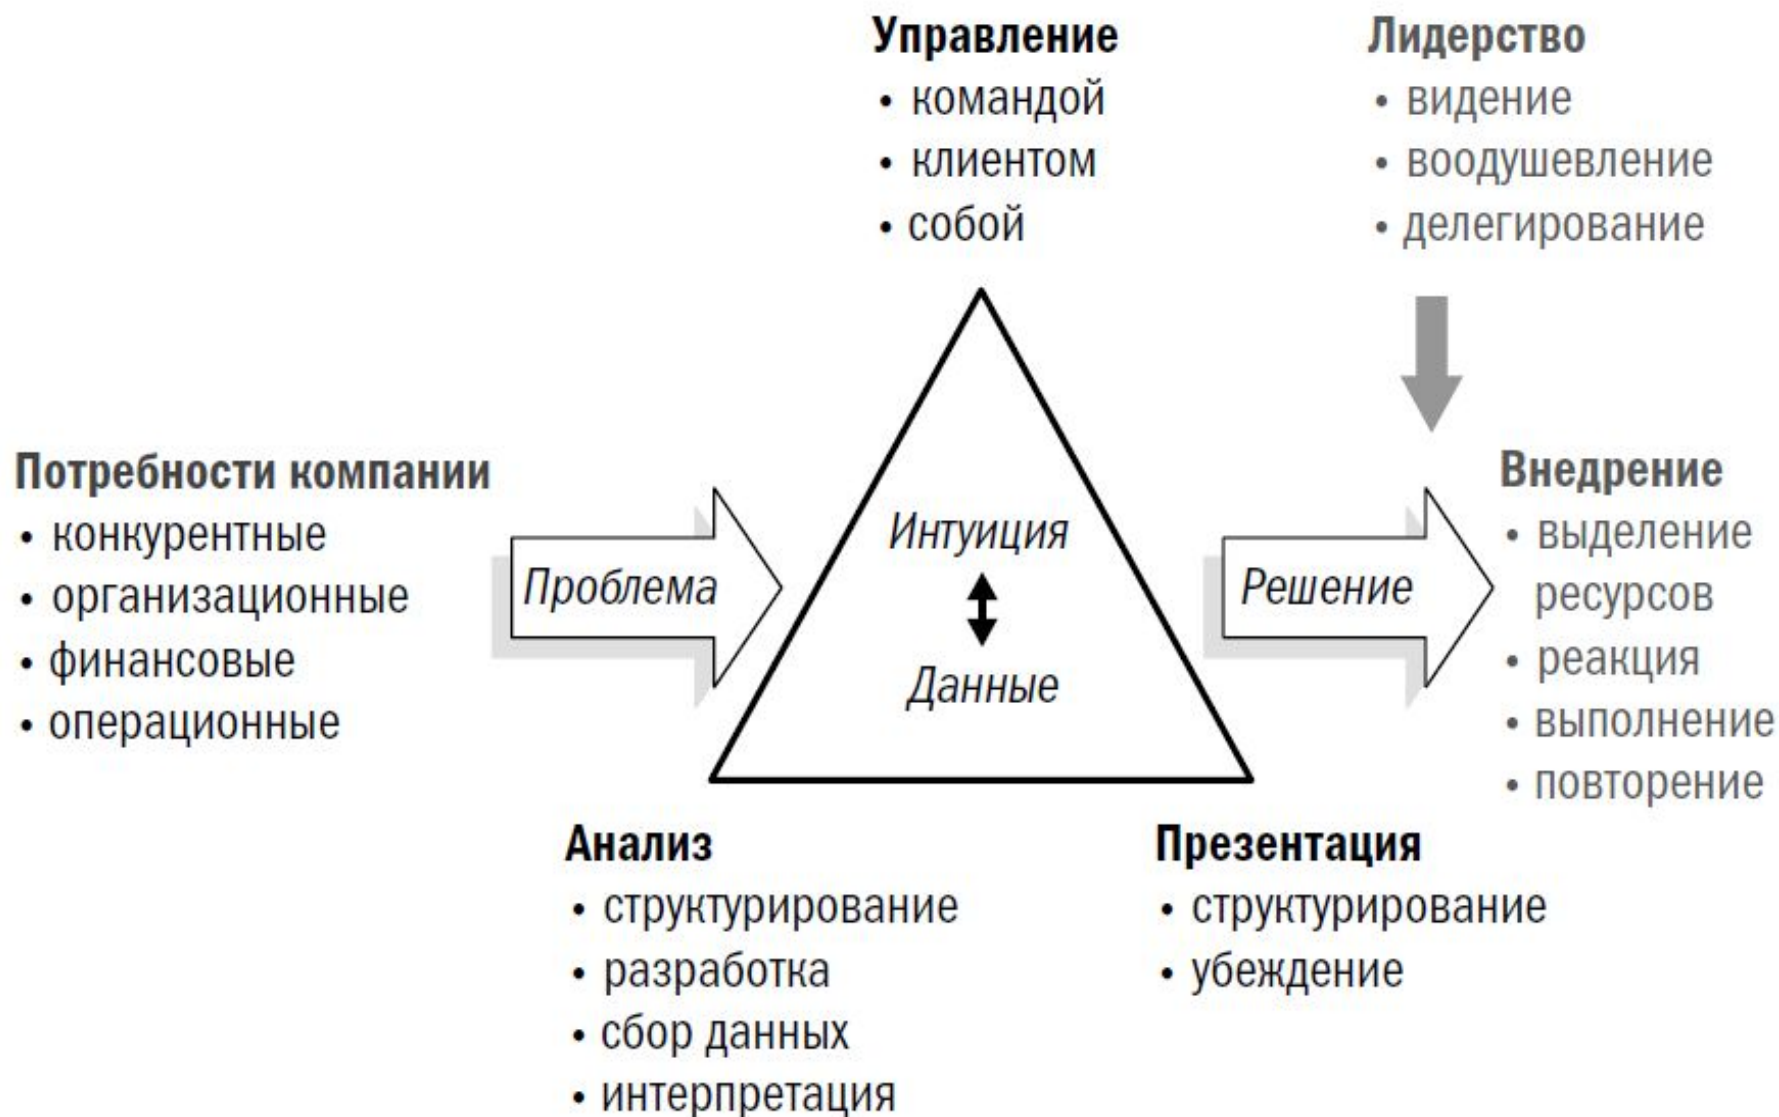 Управление
• командой
• клиентом
• собой
Лидерство
• видение
• воодушевление
• делегирование
Потребности компании
• конкурентные
• организационные
• финансовые
• операционные
Проблема
Интуиция
Данные
Решение
Внедрение
• выделение
ресурсов
• реакция
• выполнение
• повторение
Анализ
• структурирование
• разработка
• сбор данных
• интерпретация
Презентация
• структурирование
• убеждение